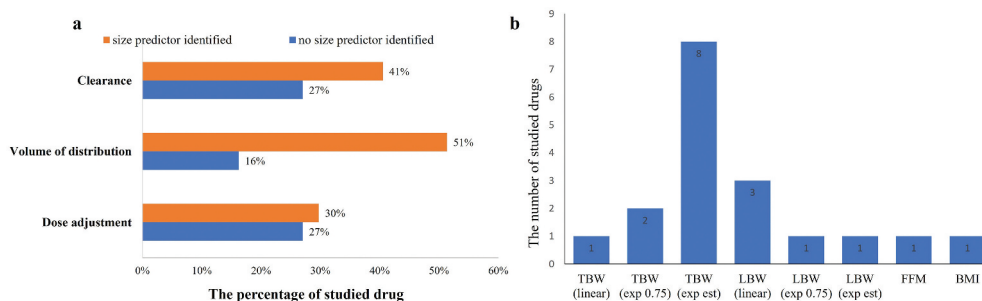 a
size predictor identified
no size predictor identified
Clearance
41%
27%
Volume of distribution
51%
16%
Dose adjustment
30%
27%
0% 10% 20% 30% 40% 50% 60%
The percentage of studied drug
b
The number of studied drugs
9
8
7
6
5
4
3
2
1
0
1 2 8 3 1 1 1 1
TBW TBW TBW LBW LBW LBW FFM BMI
(linear) (exp 0.75) (exp est) (linear) (exp 0.75) (exp est)